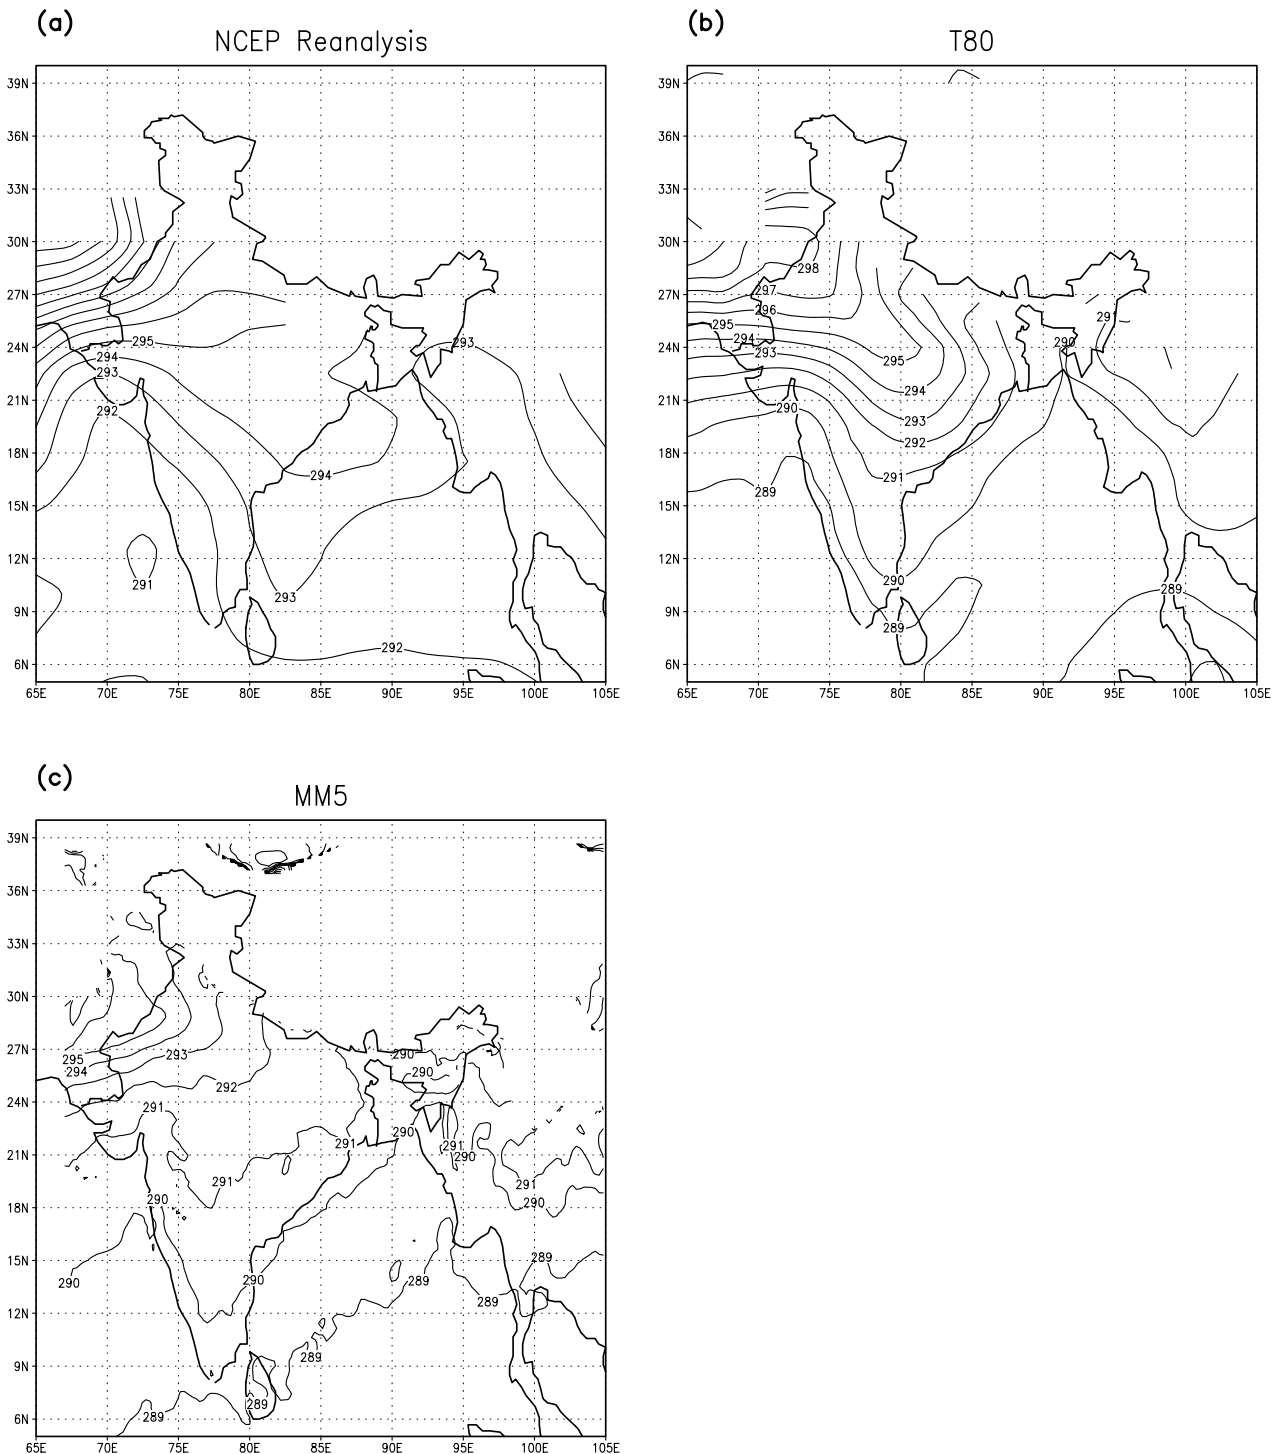 (a)
NCEP Reanalysis
39N
36N
33N
30N
27N
24N
21N
18N
15N
12N
9N
6N
295
294
293
292
293
294
291
293
292
65E 70E 75E 80E 85E 90E 95E 100E 105E
(b)
T80
39N
36N
33N
30N
27N
24N
21N
18N
15N
12N
9N
6N
298
297
296
295
294
293
291
290
295
294
293
290
292
291
289
290
289
289
65E 70E 75E 80E 85E 90E 95E 100E 105E
(c)
MM5
39N
36N
33N
30N
27N
24N
21N
18N
15N
12N
9N
6N
295
294
293
290
290
292
291
290
291
291
290
291
291
290
290
289
290
290
289
289
289
289
289
65E 70E 75E 80E 85E 90E 95E 100E 105E